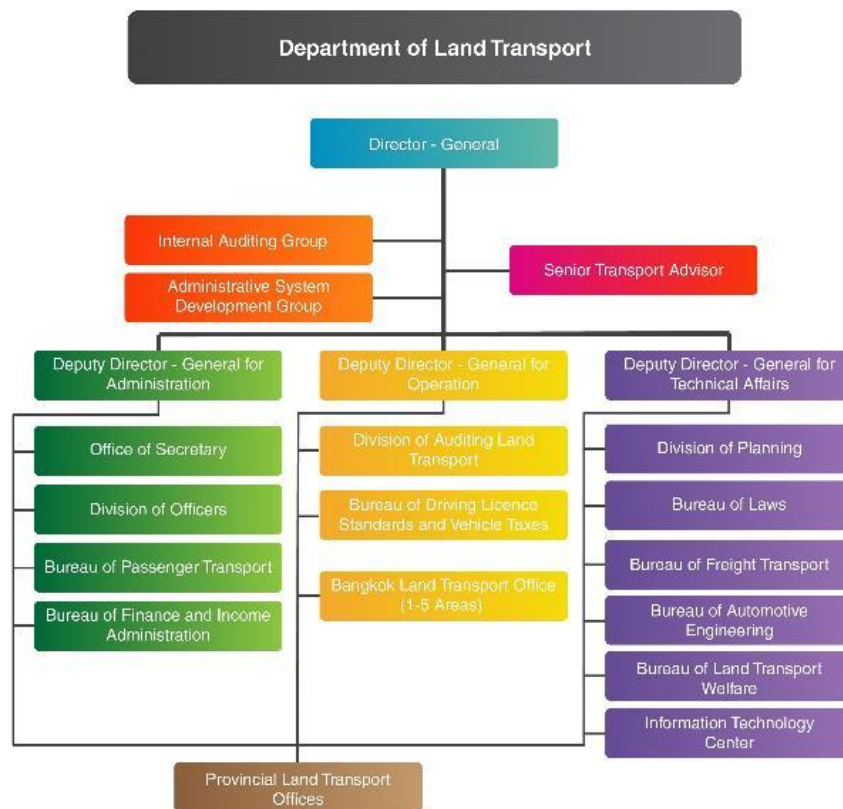 Department of Land Transport
Director - General
Internal Auditing Group
Senior Transport Advisor
Administrative System
Development Group
Deputy Director - General for
Administration
Deputy Director - General for
Operation
Deputy Director - General for
Technical Affairs
Office of Secretary
Division of Officers
Bureau of Passenger Transport
Bureau of Finance and Income
Administration
Division of Auditing Land
Transport
Bureau of Driving Licence
Standards and Vehicle Taxes
Bangkok Land Transport Office
(1-5 Areas)
Division of Planning
Bureau of Laws
Bureau of Freight Transport
Bureau of Automotive
Engineering
Bureau of Land Transport
Welfare
Information Technology
Center
Provincial Land Transport
Offices